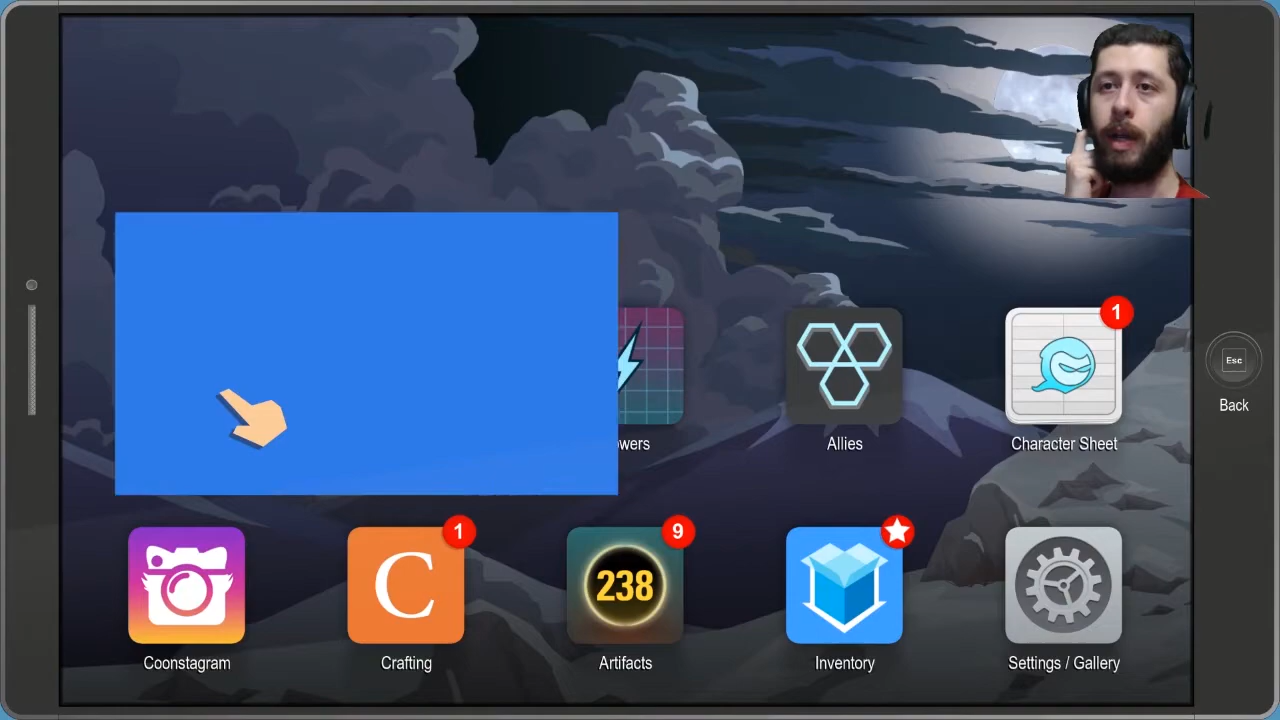 1
Esc
Back
wers
Allies
Character Sheet
1
9
C
238
Coonstagram
Crafting
Artifacts
Inventory
Settings / Gallery